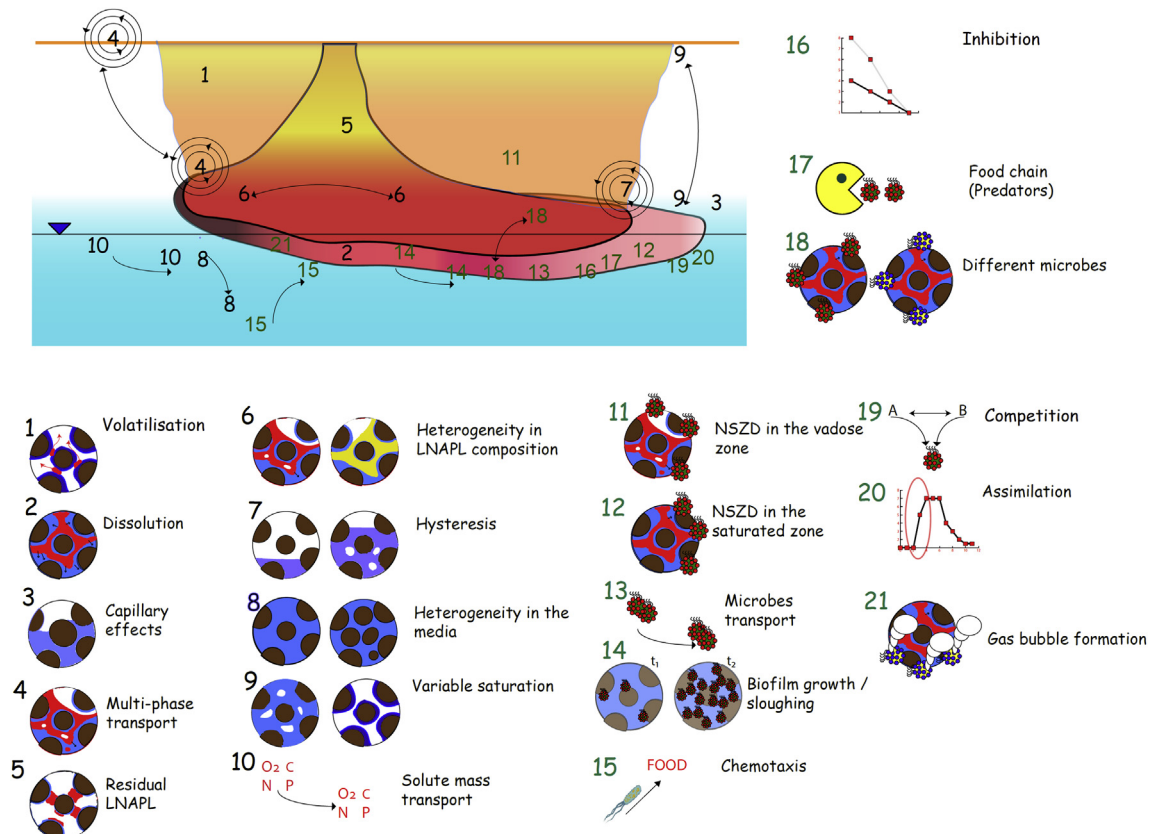 4
1
9
5
4
11
7
6
6
9
3
18
10
10
8
21
2
14
12
15
14
18
13
16
17
19
20
8
15
16
Inhibition
17
Food chain
(Predators)
18
Different microbes
1
Volatilisation
2
Dissolution
3
Capillary
effects
4
Multi-phase
transport
5
Residual
LNAPL
6
Heterogeneity in
LNAPL composition
7
Hysteresis
8
Heterogeneity in the
media
9
Variable saturation
10
O2 C
N P
O2 C
N P
Solute mass
transport
11
NSZD in the vadose
zone
12
NSZD in the
saturated zone
13
Microbes
transport
14
t1
t2
Biofilm growth /
sloughing
15
FOOD
Chemotaxis
19
A
B
Competition
20
Assimilation
21
Gas bubble formation